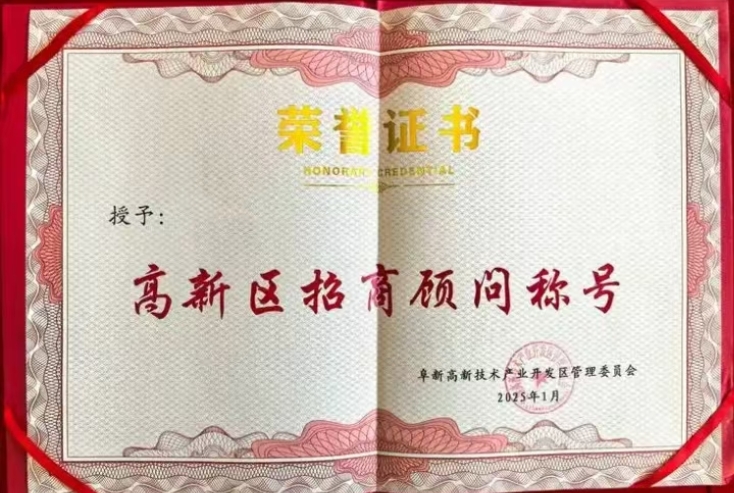 荣誉证书
HONORARY CREDENTIAL
授予：
高新区招商顾问称号
阜新高新技术产业开发区管理委员会
2025年1月